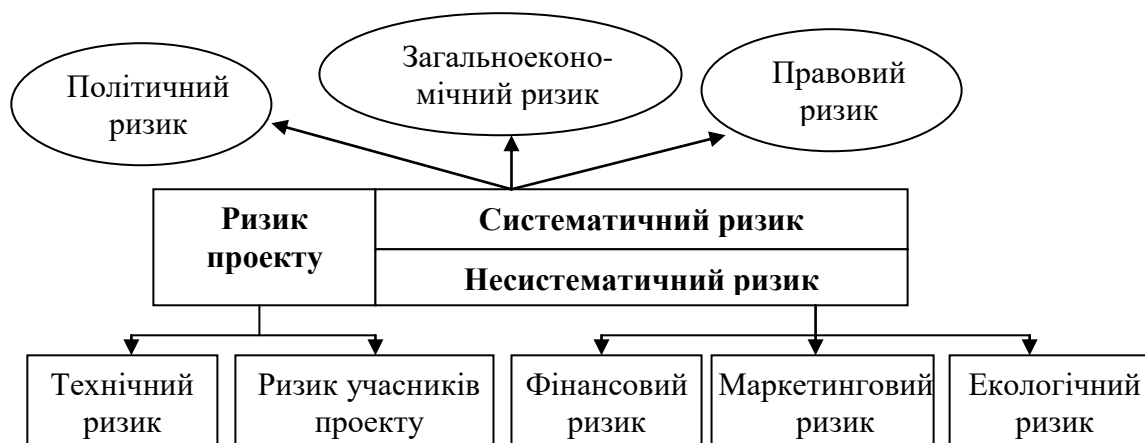 Політичний
ризик
Загальноеконо-
мічний ризик
Правовий
ризик
Ризик
проекту
Систематичний ризик
Несистематичний ризик
Технічний
ризик
Ризик учасників
проекту
Фінансовий
ризик
Маркетинговий
ризик
Екологічний
ризик